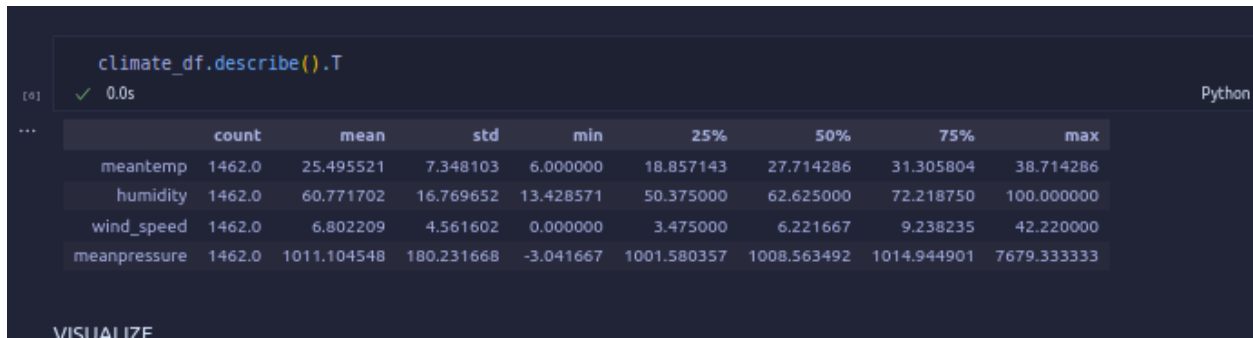 climate_df.describe().T
[6] ✓ 0.0s Python
...
count mean std min 25% 50% 75% max
meantemp 1462.0 25.495521 7.348103 6.000000 18.857143 27.714286 31.305804 38.714286
humidity 1462.0 60.771702 16.769652 13.428571 50.375000 62.625000 72.218750 100.000000
wind_speed 1462.0 6.802209 4.561602 0.000000 3.475000 6.221667 9.238235 42.220000
meanpressure 1462.0 1011.104548 180.231668 -3.041667 1001.580357 1008.563492 1014.944901 7679.333333
VISUALIZE